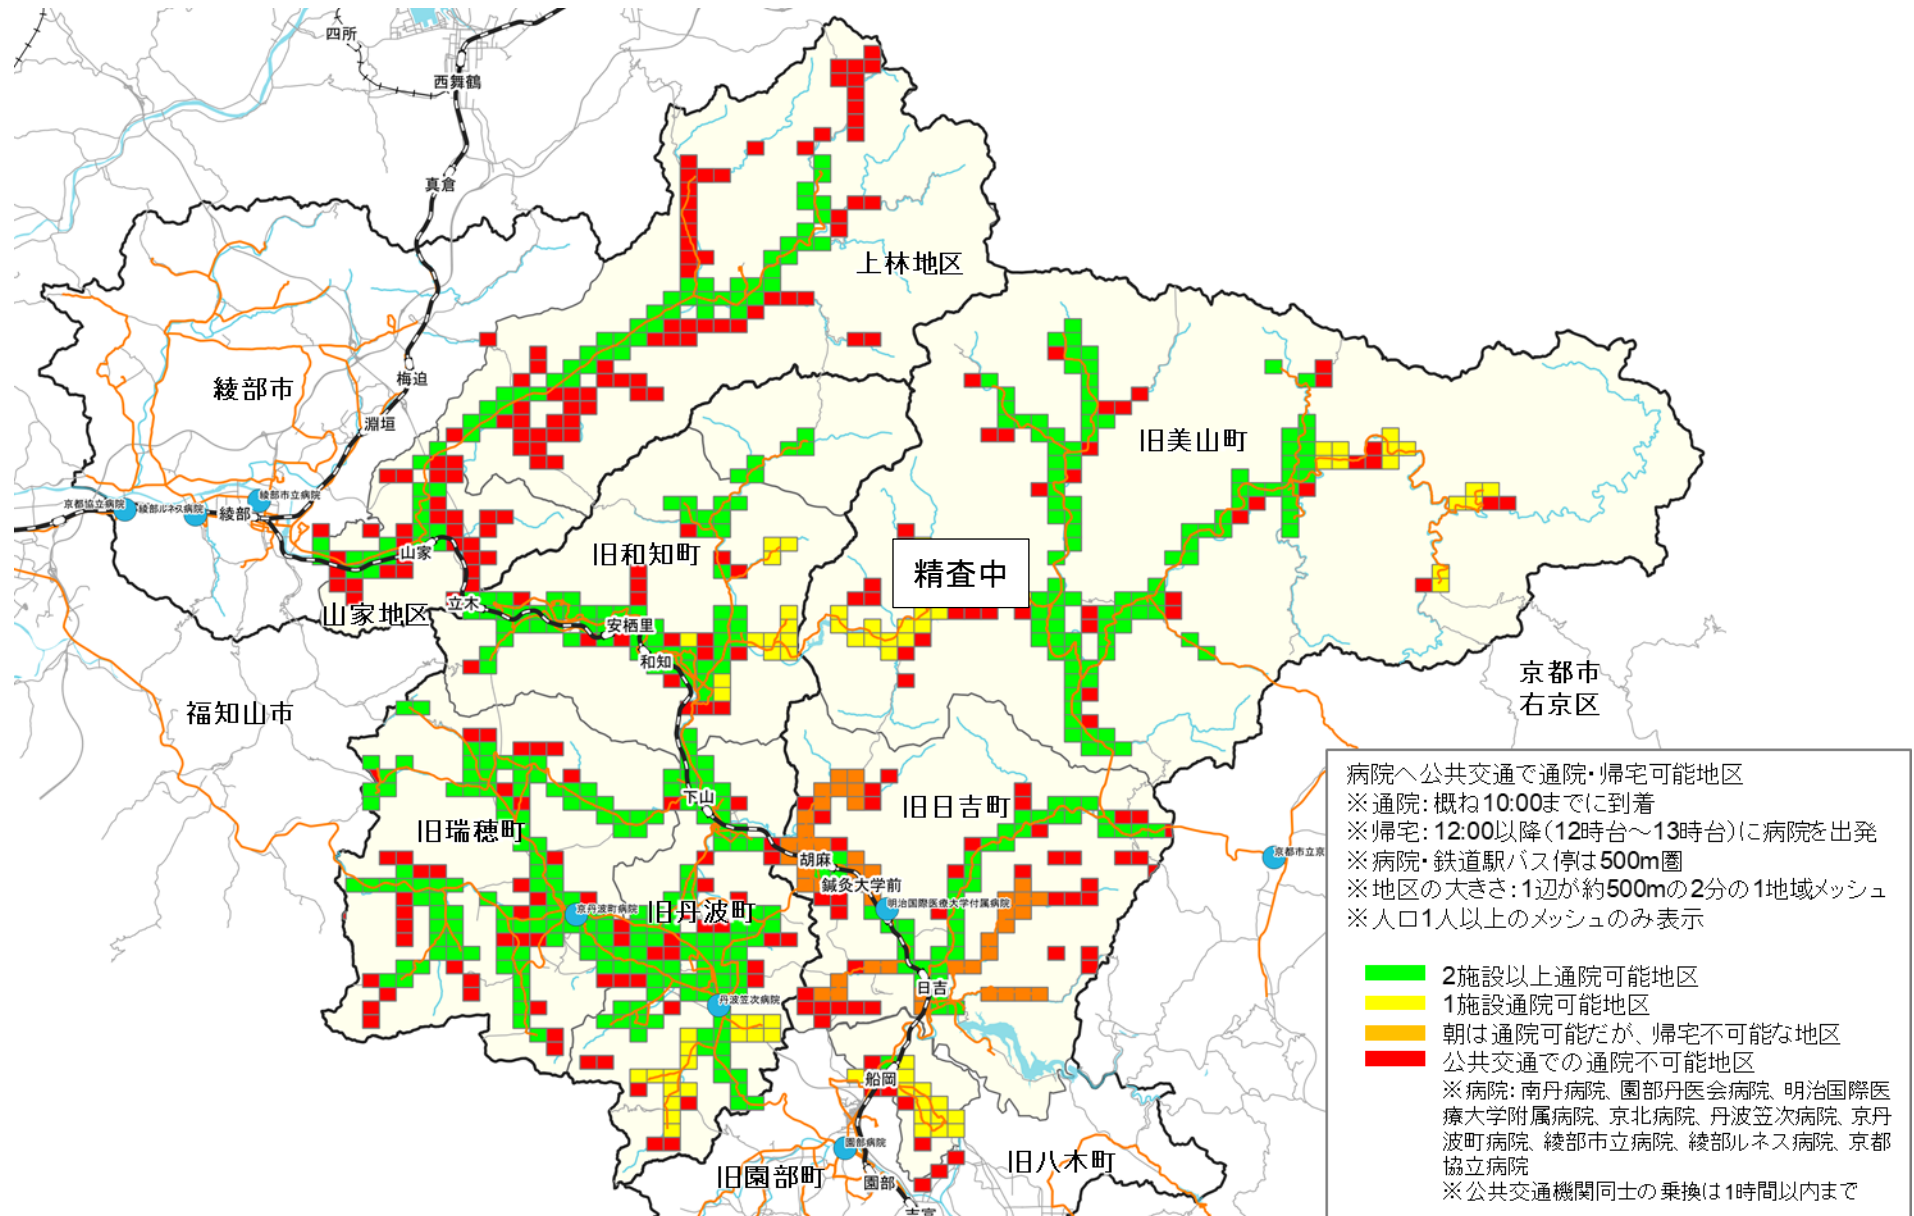 四所
西舞鶴
真倉
上林地区
綾部市
梅迫
淵垣
旧美山町
京都協立病院
綾部ルネス病院
綾部市立病院
綾部
山家
旧和知町
精査中
山家地区
立木
安栖里
和知
京都市
右京区
福知山市
下山
旧日吉町
旧瑞穂町
胡麻
鍼灸大学前
京都市立京
京丹波町病院
旧丹波町
明治国際医療大学付属病院
日吉
丹波笠次病院
船岡
園部病院
旧園部町
園部
旧八木町
吉富
病院へ公共交通で通院・帰宅可能地区
※通院:概ね10:00までに到着
※帰宅:12:00以降(12時台~13時台)に病院を出発
※病院・鉄道駅バス停は500m圏
※地区の大きさ:1辺が約500mの2分の1地域メッシュ
※人口1人以上のメッシュのみ表示
2施設以上通院可能地区
1施設通院可能地区
朝は通院可能だが、帰宅不可能な地区
公共交通での通院不可能地区
※病院:南丹病院、園部丹医会病院、明治国際医
療大学附属病院、京北病院、丹波笠次病院、京丹
波町病院、綾部市立病院、綾部ルネス病院、京都
協立病院
※公共交通機関同士の乗換は1時間以内まで